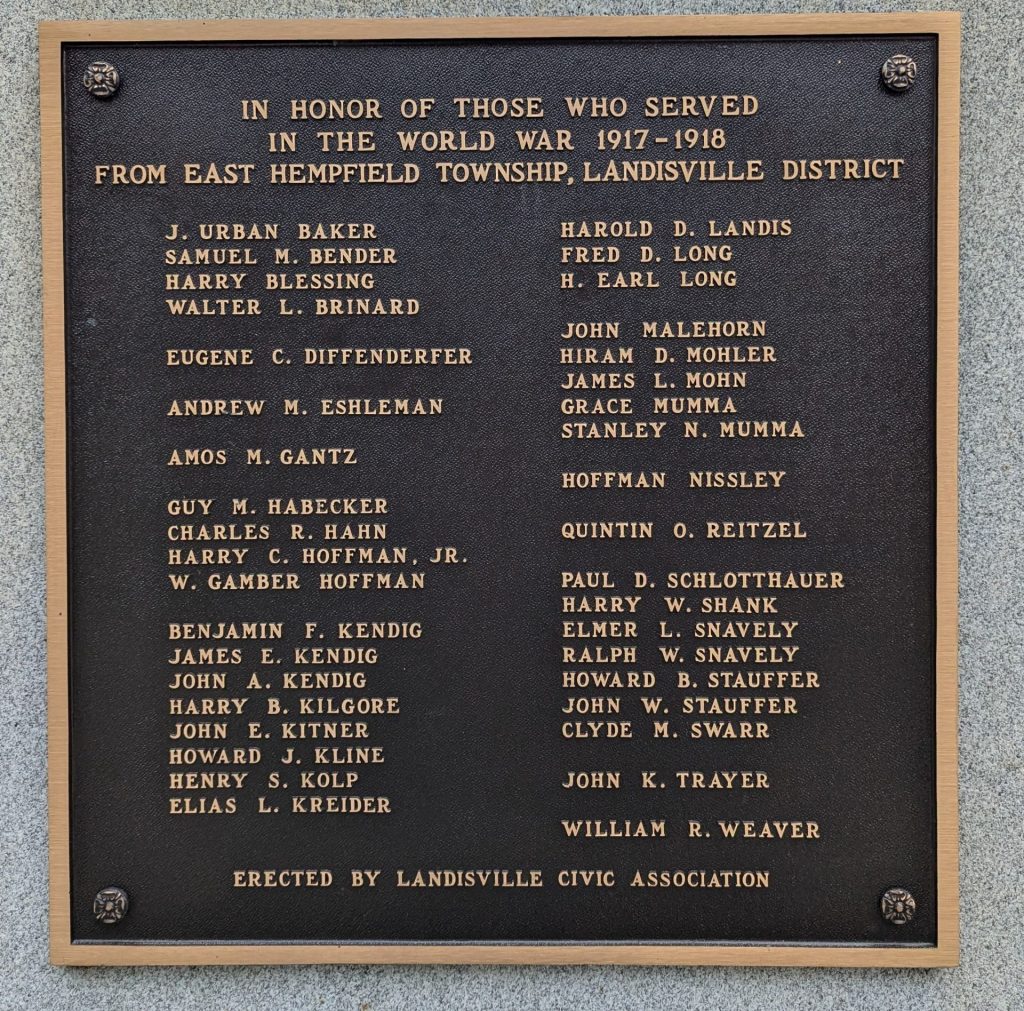 IN HONOR OF THOSE WHO SERVED
IN THE WORLD WAR 1917-1918
FROM EAST HEMPFIELD TOWNSHIP, LANDISVILLE DISTRICT
J. URBAN BAKER
SAMUEL M. BENDER
HARRY BLESSING
WALTER L. BRINARD
EUGENE C. DIFFENDERFER
ANDREW M. ESHLEMAN
AMOS M. GANTZ
GUY M. HABECKER
CHARLES R. HAHN
HARRY C. HOFFMAN, JR.
W. GAMBER HOFFMAN
BENJAMIN F. KENDIG
JAMES E. KENDIG
JOHN A. KENDIG
HARRY B. KILGORE
JOHN E. KITNER
HOWARD J. KLINE
HENRY S. KOLP
ELIAS L. KREIDER
HAROLD D. LANDIS
FRED D. LONG
H. EARL LONG
JOHN MALEHORN
HIRAM D. MOHLER
JAMES L. MOHN
GRACE MUMMA
STANLEY N. MUMMA
HOFFMAN NISSLEY
QUINTIN O. REITZEL
PAUL D. SCHLOTTHAUER
HARRY W. SHANK
ELMER L. SNAVELY
RALPH W. SNAVELY
HOWARD B. STAUFFER
JOHN W. STAUFFER
CLYDE M. SWARR
JOHN K. TRAYER
WILLIAM R. WEAVER
ERECTED BY LANDISVILLE CIVIC ASSOCIATION